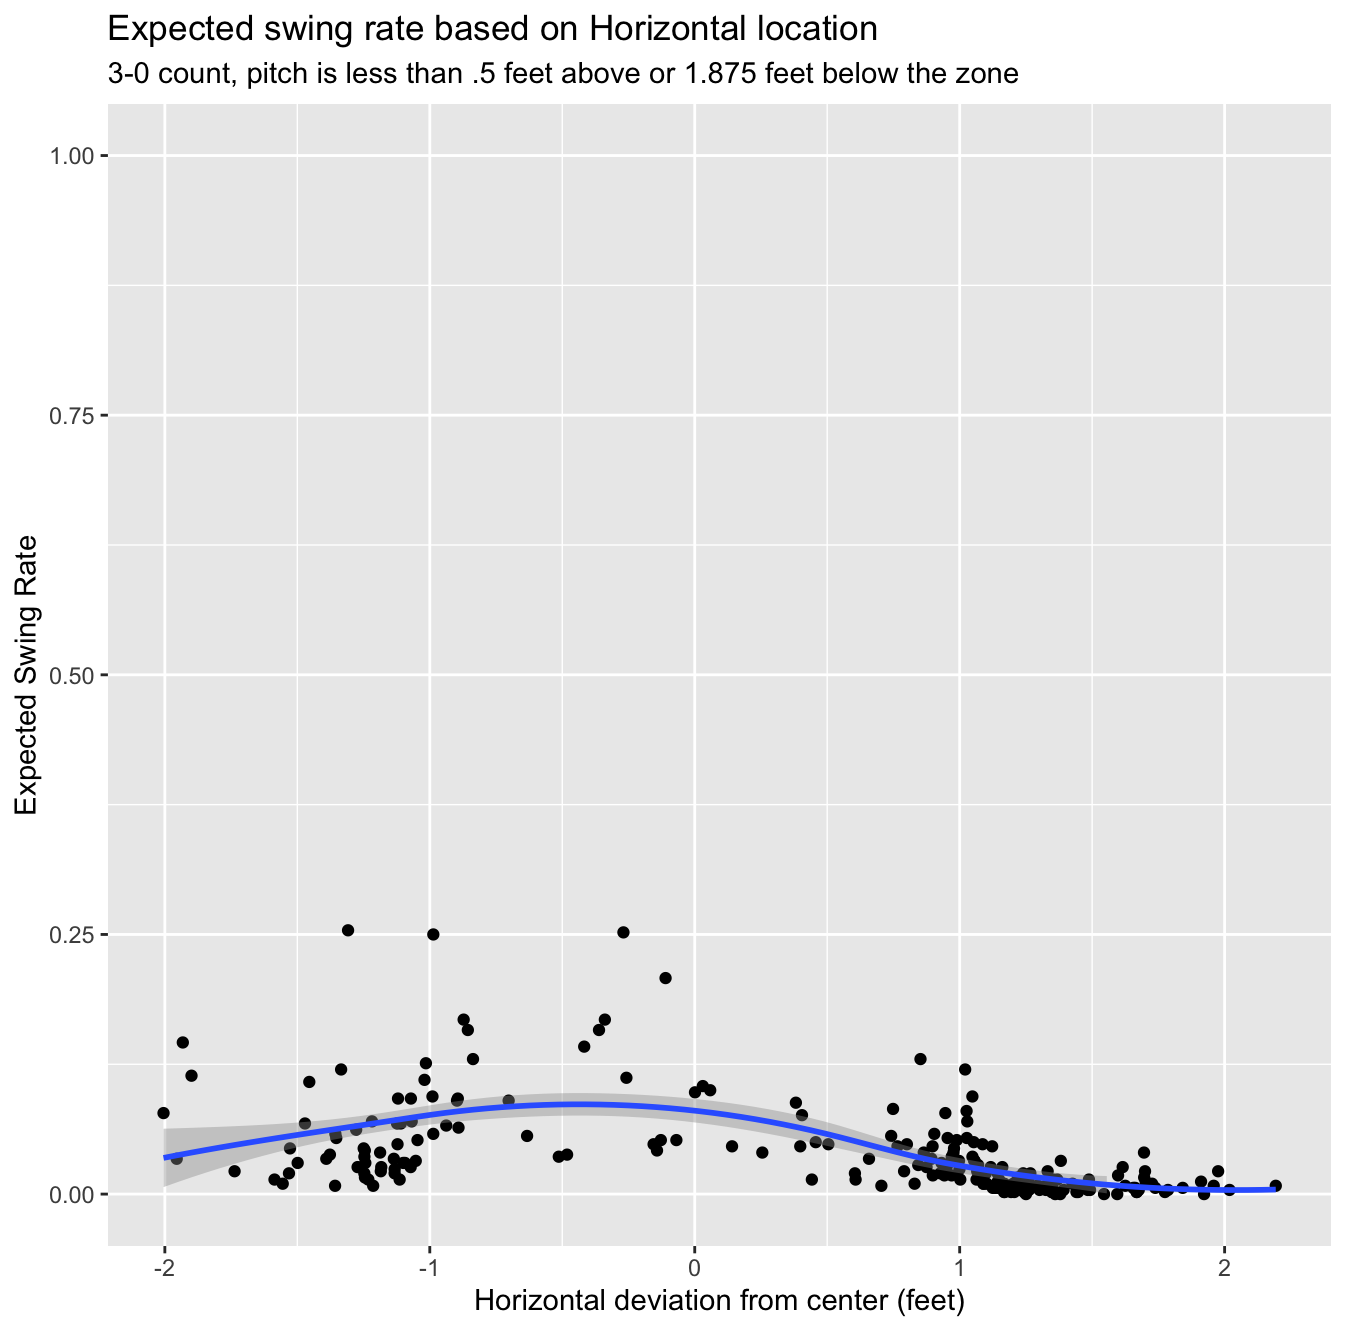 Expected swing rate based on Horizontal location
3-0 count, pitch is less than .5 feet above or 1.875 feet below the zone
1.00
0.75
0.50
0.25
0.00
Expected Swing Rate
-2 -1 0 1 2
Horizontal deviation from center (feet)